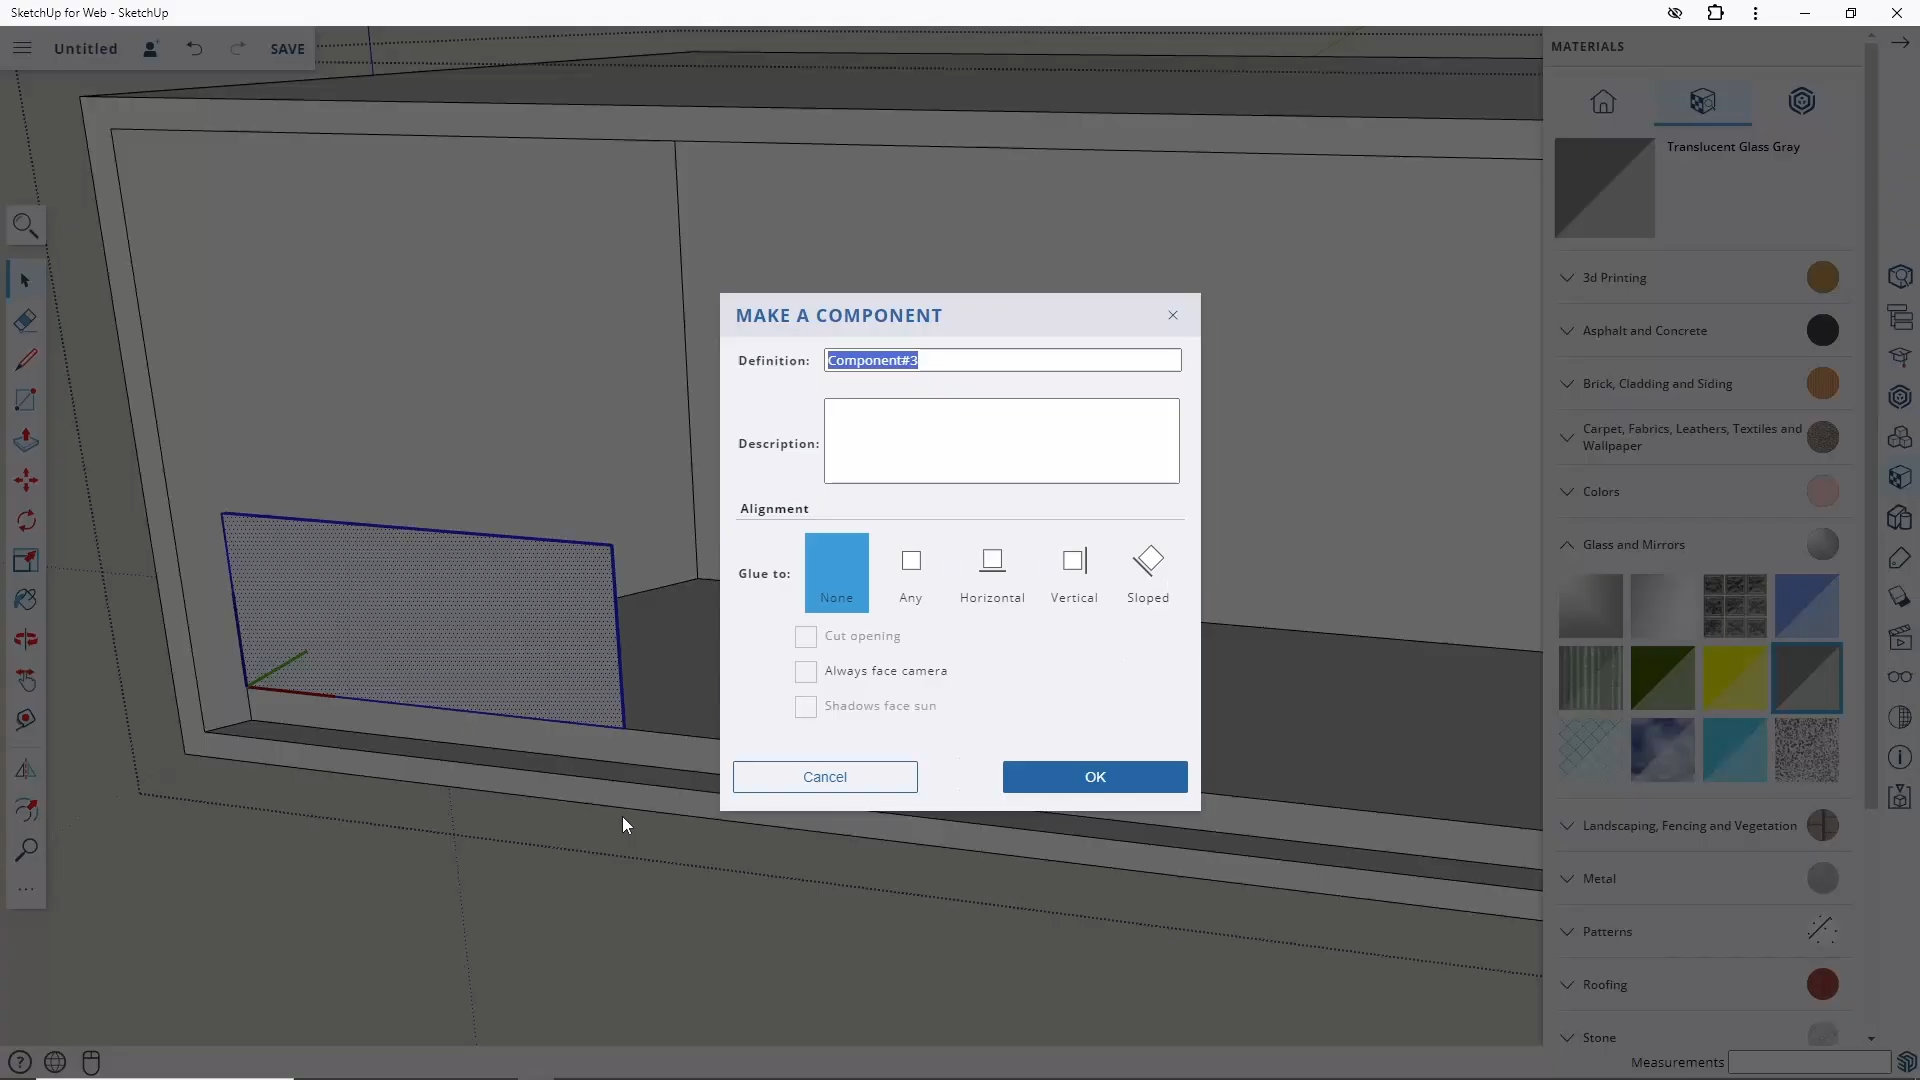 SketchUp for Web - SketchUp
Untitled
SAVE
MATERIALS
Translucent Glass Gray
3d Printing
Asphalt and Concrete
Brick, Cladding and Siding
Carpet, Fabrics, Leathers, Textiles and
Wallpaper
Colors
Glass and Mirrors
Landscaping, Fencing and Vegetation
Metal
Patterns
Roofing
Stone
MAKE A COMPONENT
Definition:
Component#3
Description:
Alignment
Glue to:
None
Any
Horizontal
Vertical
Sloped
Cut opening
Always face camera
Shadows face sun
Cancel
OK
Measurements